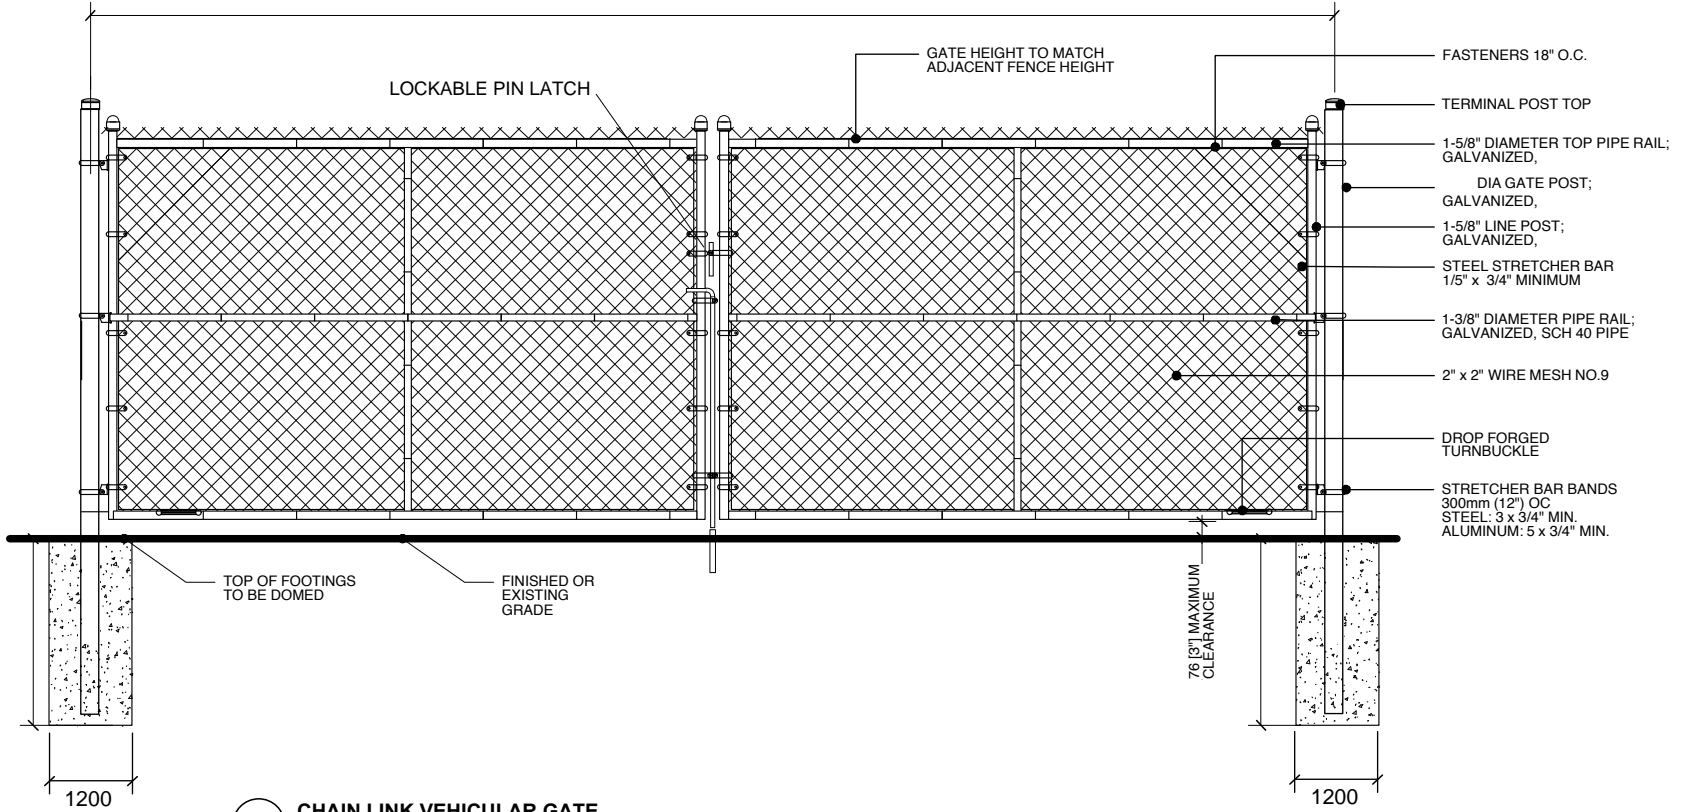 GATE HEIGHT TO MATCH
ADJACENT FENCE HEIGHT
FASTENERS 18" O.C.
LOCKABLE PIN LATCH
TERMINAL POST TOP
1-5/8" DIAMETER TOP PIPE RAIL;
GALVANIZED,
DIA GATE POST;
GALVANIZED,
1-5/8" LINE POST;
GALVANIZED,
STEEL STRETCHER BAR
1/5" x 3/4" MINIMUM
1-3/8" DIAMETER PIPE RAIL;
GALVANIZED, SCH 40 PIPE
2" x 2" WIRE MESH NO.9
DROP FORGED
TURNBUCKLE
STRETCHER BAR BANDS
300mm (12") OC
STEEL: 3 x 3/4" MIN.
ALUMINUM: 5 x 3/4" MIN.
TOP OF FOOTINGS
TO BE DOMED
FINISHED OR
EXISTING
GRADE
76 [3"] MAXIMUM
CLEARANCE
1200
1200
CHAIN LINK VEHICULAR GATE